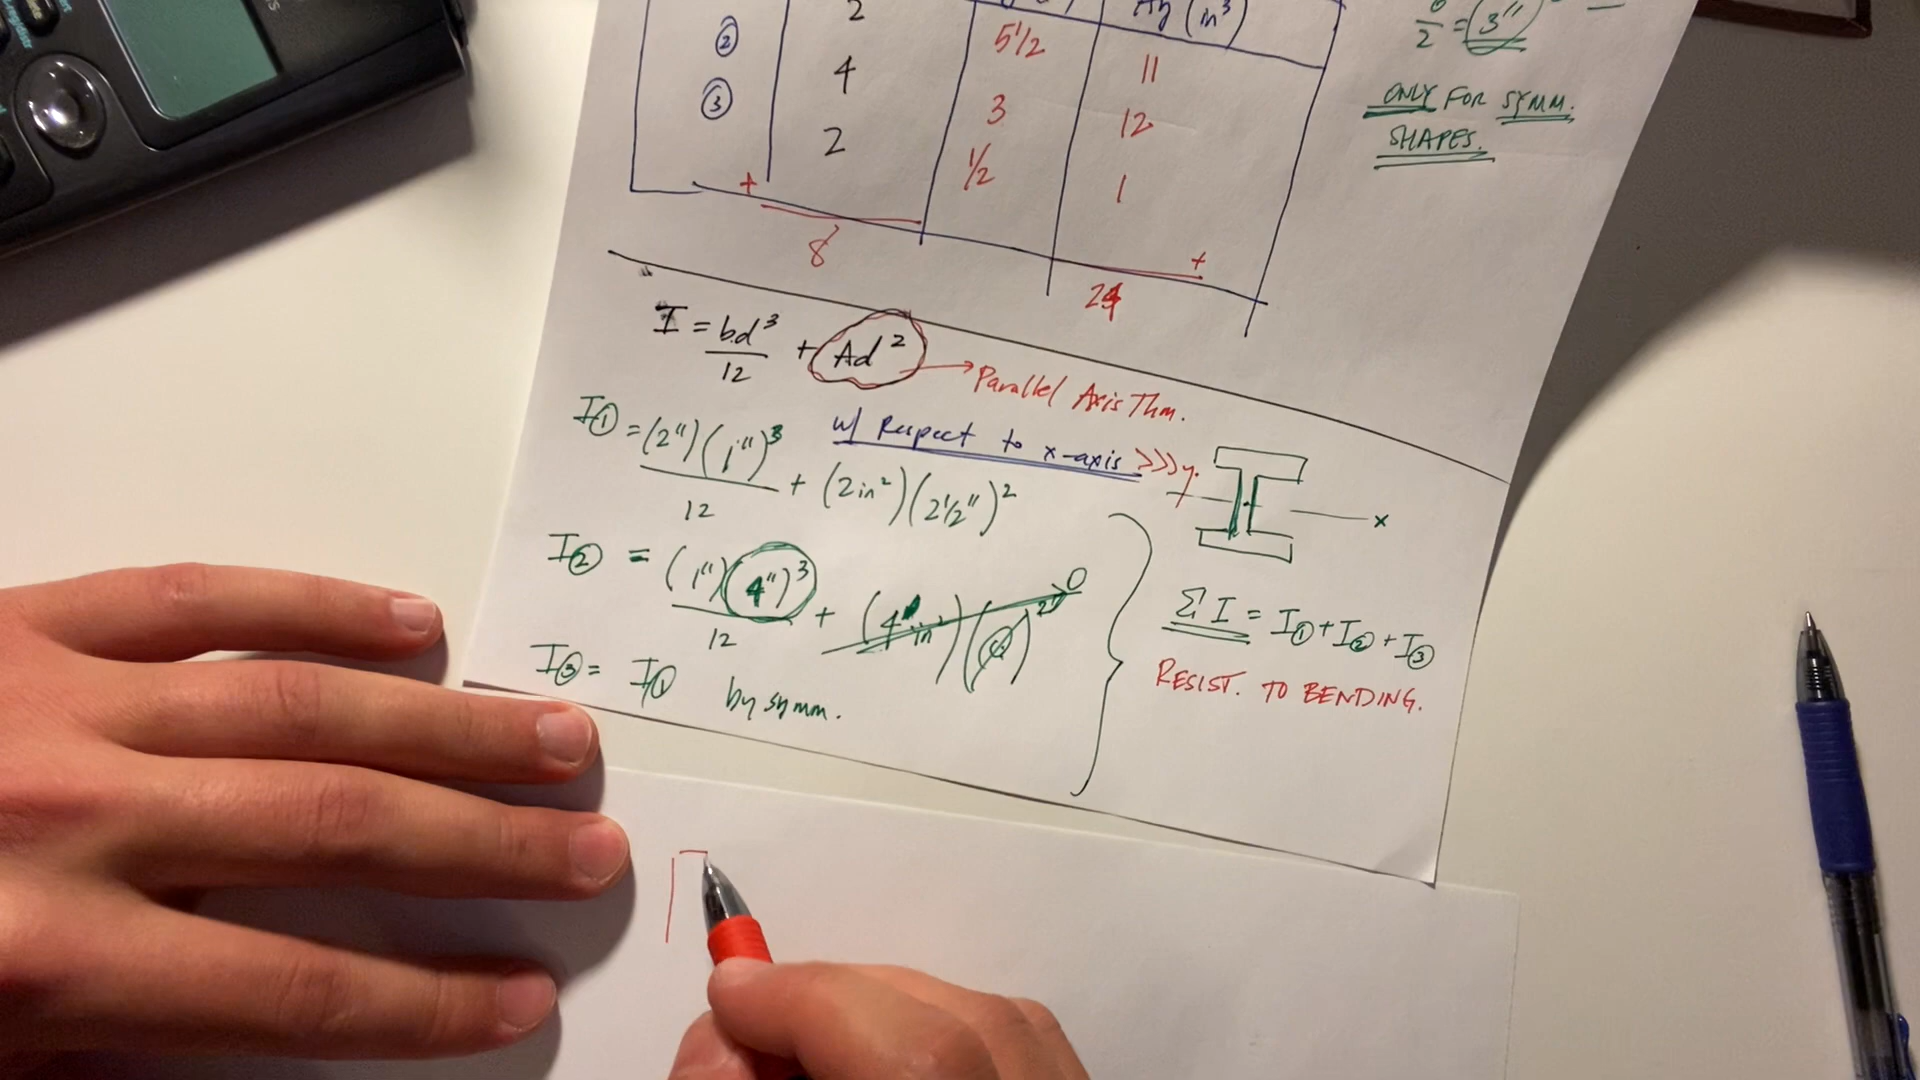 Ay (in³)
2
② 5½ 11
4
③ 3 12
2
½ 1
+
8
+
24
/2 = 3"
ONLY FOR SYMM.
SHAPES.
I = bd³/12 + Ad² → Parallel Axis Thm.
w/ Respect to x-axis >>> y.
I① = (2")(1")³/12 + (2in²)(2½")²
x
I② = (1")(4")³/12 + (4in²)(0)² 0
I③ = I① by symm.
Σ I = I① + I② + I③
RESIST. TO BENDING.